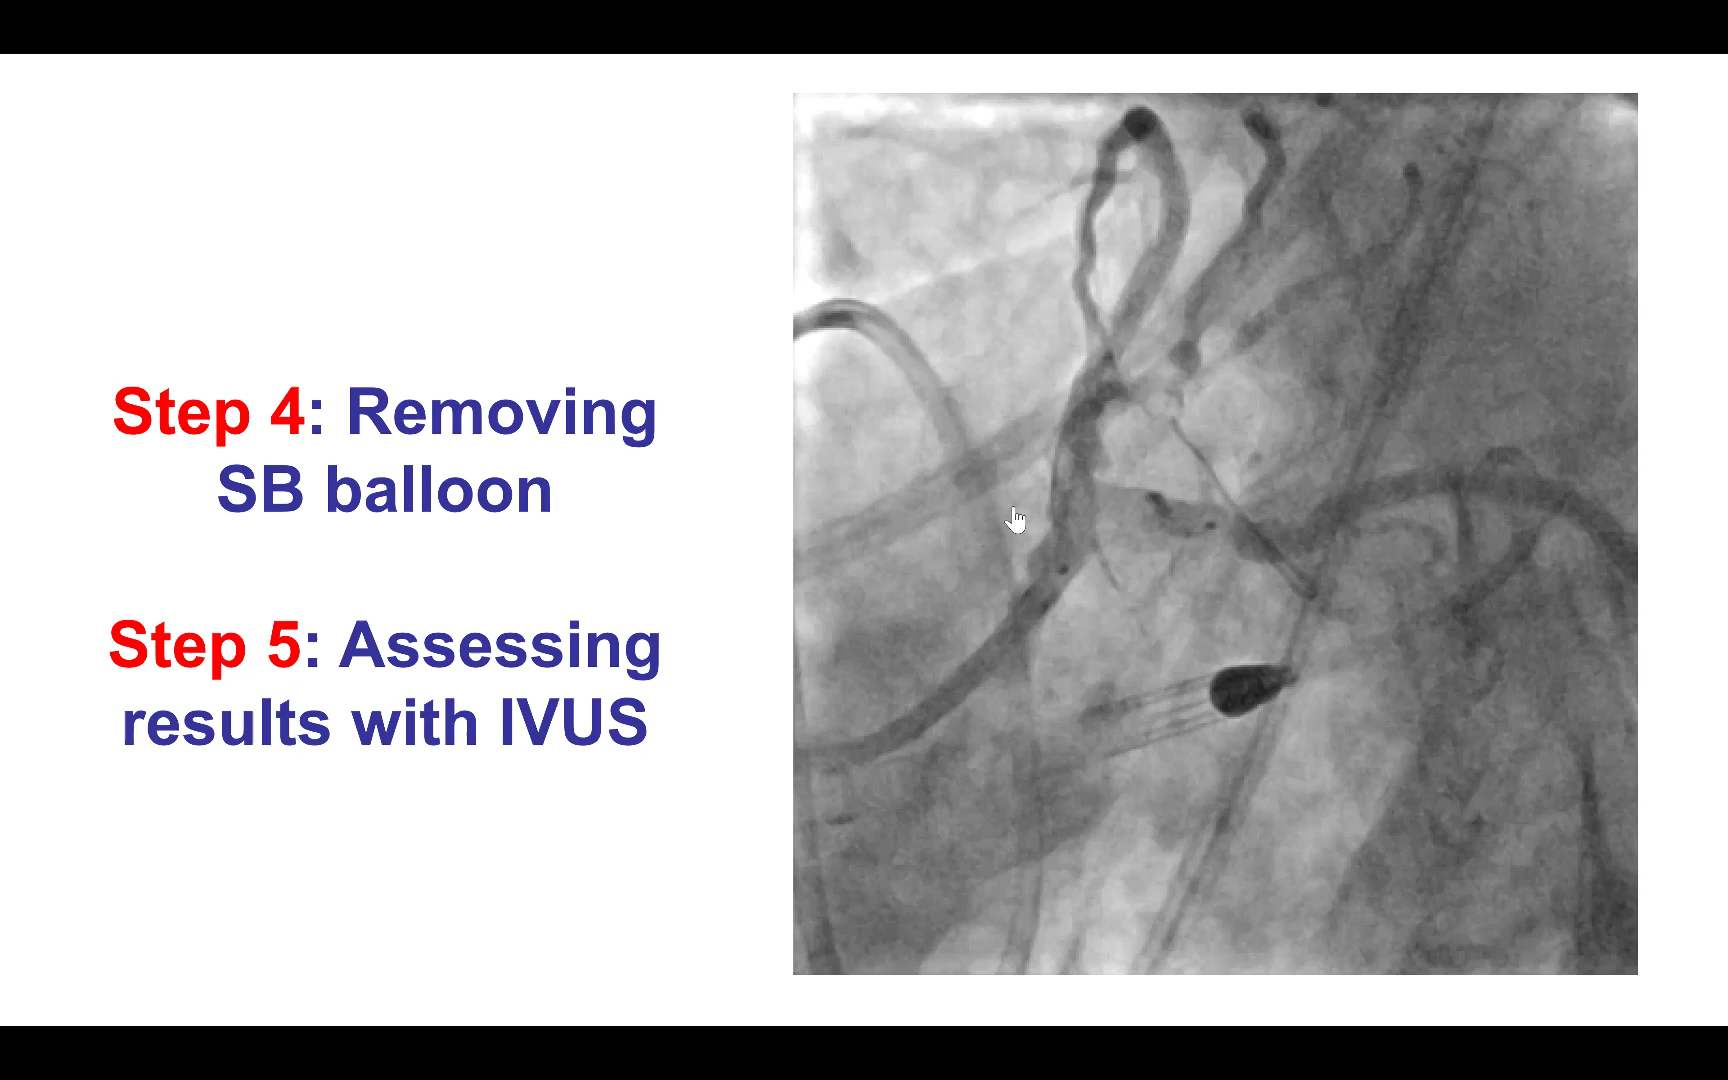 Step 4: Removing
SB balloon
Step 5: Assessing
results with IVUS